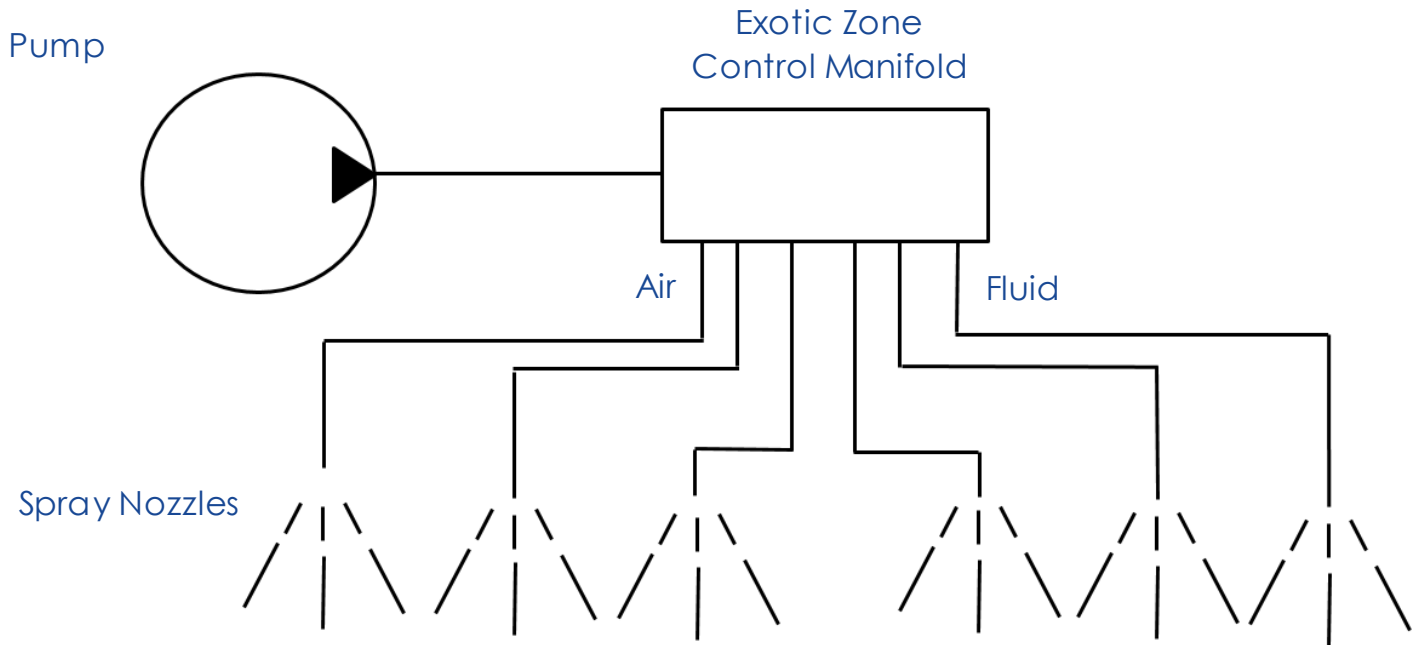 Pump
Exotic Zone
Control Manifold
Air
Fluid
Spray Nozzles